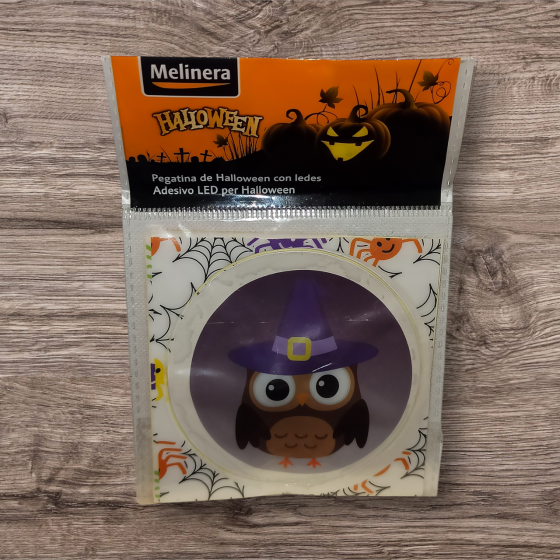 Melinera
HALLOWEEN
Pegatina de Halloween con ledes
Adesivo LED per Halloween